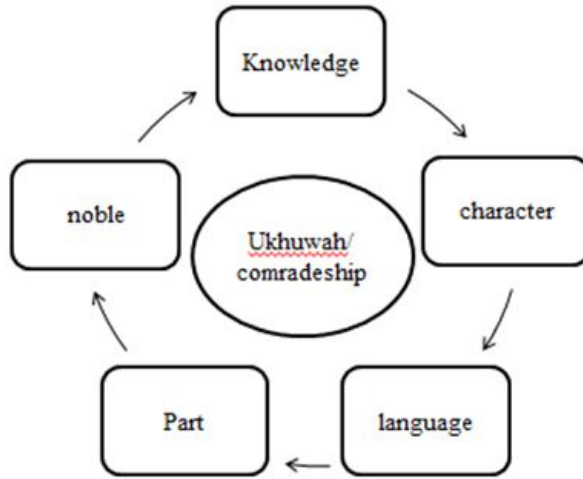 Knowledge
noble
character
Ukhuwah/
comradeship
Part
language